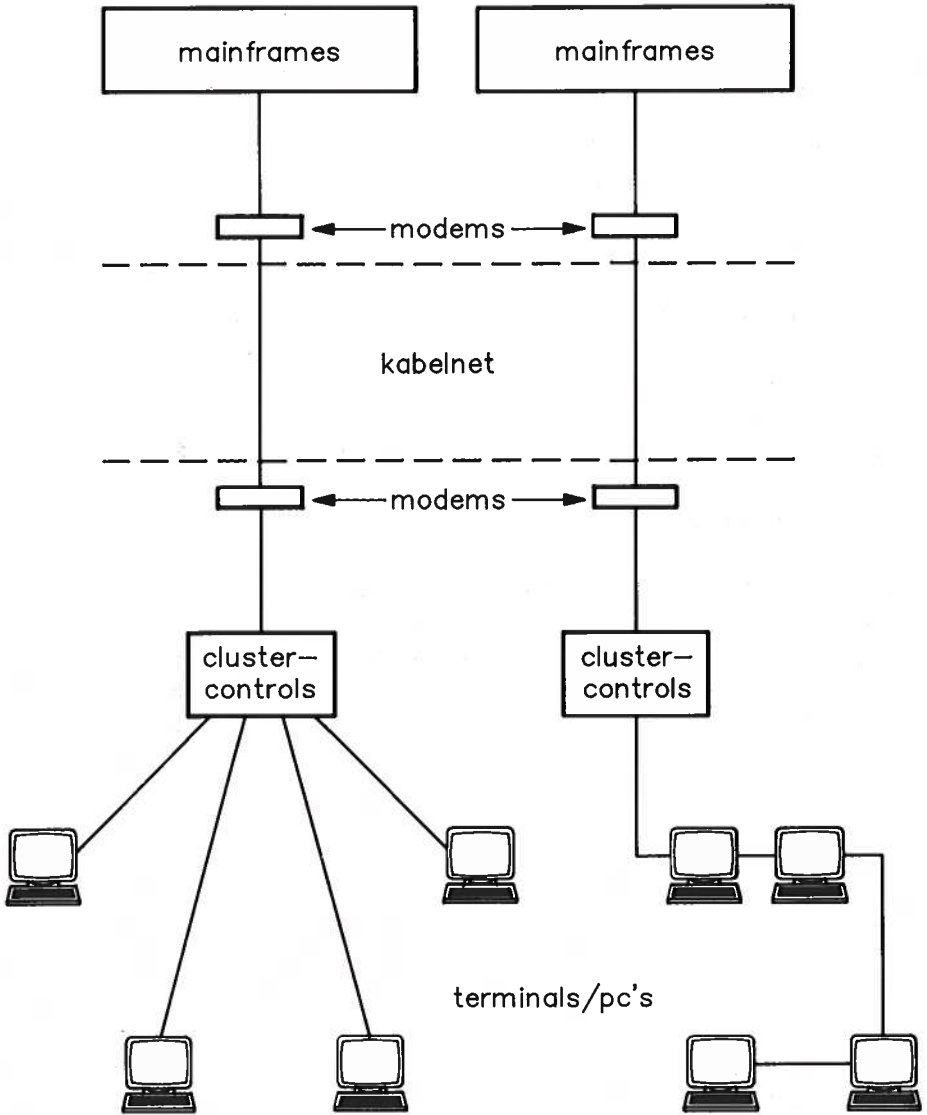 mainframes
mainframes
modems
kabelnet
modems
cluster–
controls
cluster–
controls
terminals/pc's